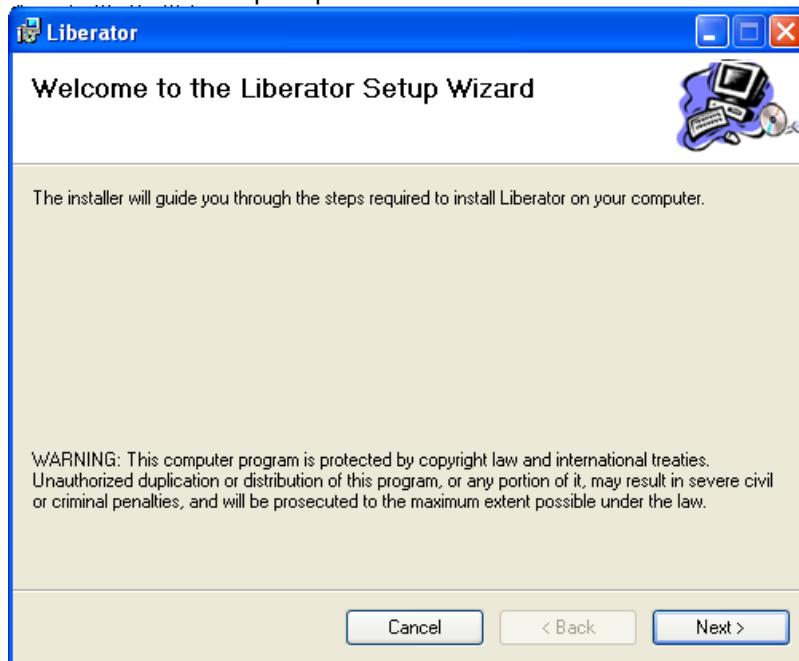 Liberator
Welcome to the Liberator Setup Wizard
The installer will guide you through the steps required to install Liberator on your computer.
WARNING: This computer program is protected by copyright law and international treaties.
Unauthorized duplication or distribution of this program, or any portion of it, may result in severe civil
or criminal penalties, and will be prosecuted to the maximum extent possible under the law.
Cancel < Back Next >